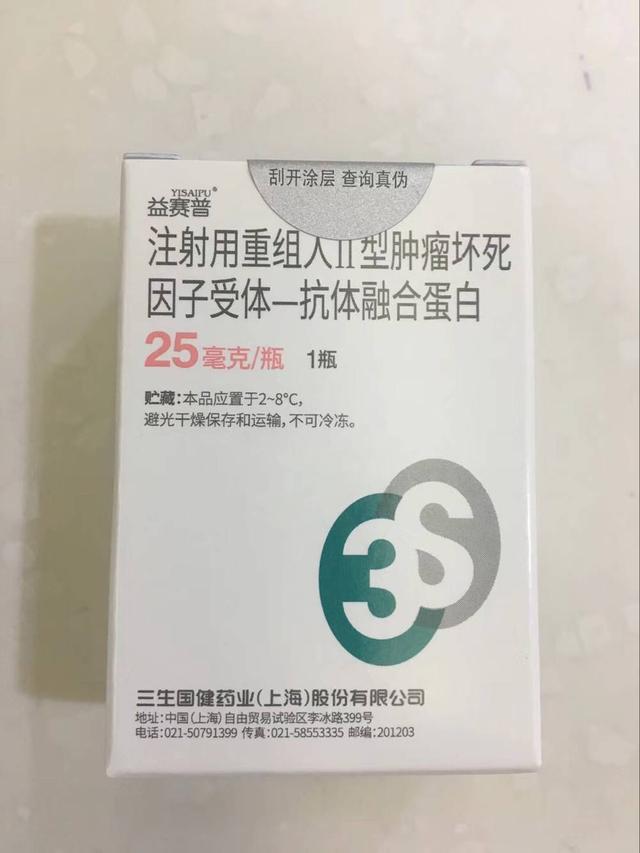 刮开涂层 查询真伪
YISAIPU®
益赛普
注射用重组人II型肿瘤坏死
因子受体—抗体融合蛋白
25毫克/瓶 1瓶
贮藏:本品应置于2~8°C,
避光干燥保存和运输,不可冷冻。
3S
三生国健药业(上海)股份有限公司
地址:中国(上海)自由贸易试验区李冰路399号
电话:021-50791399 传真:021-58553335 邮编:201203